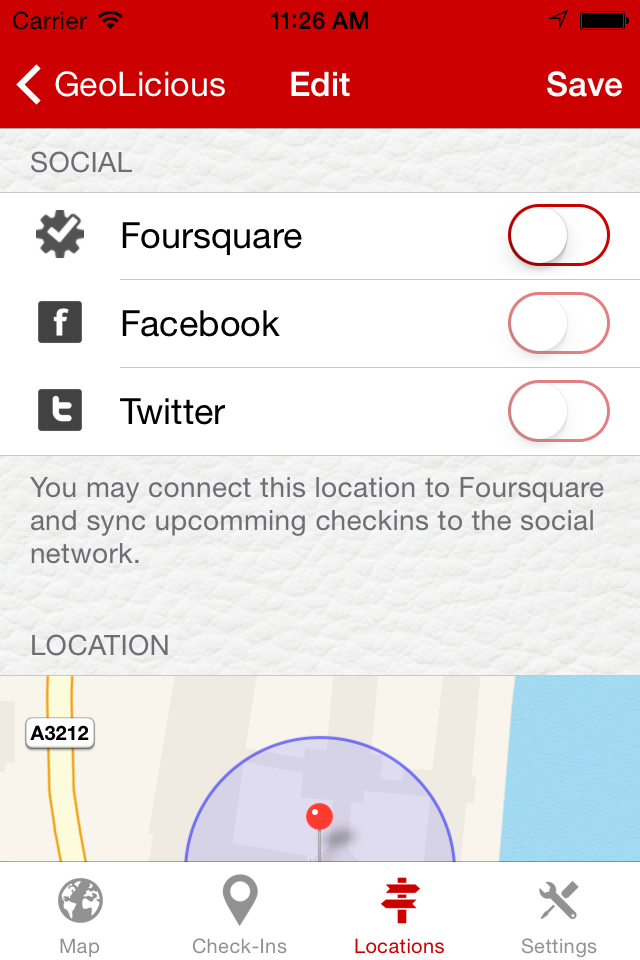 Carrier 11:26 AM
GeoLicious Edit Save
SOCIAL
Foursquare
Facebook
Twitter
You may connect this location to Foursquare
and sync upcomming checkins to the social
network.
LOCATION
A3212
Map Check-Ins Locations Settings